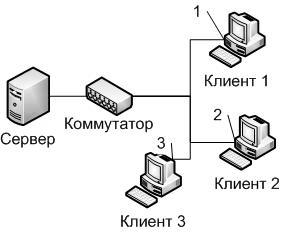 1
Клиент 1
Сервер
Коммутатор
2
Клиент 2
3
Клиент 3